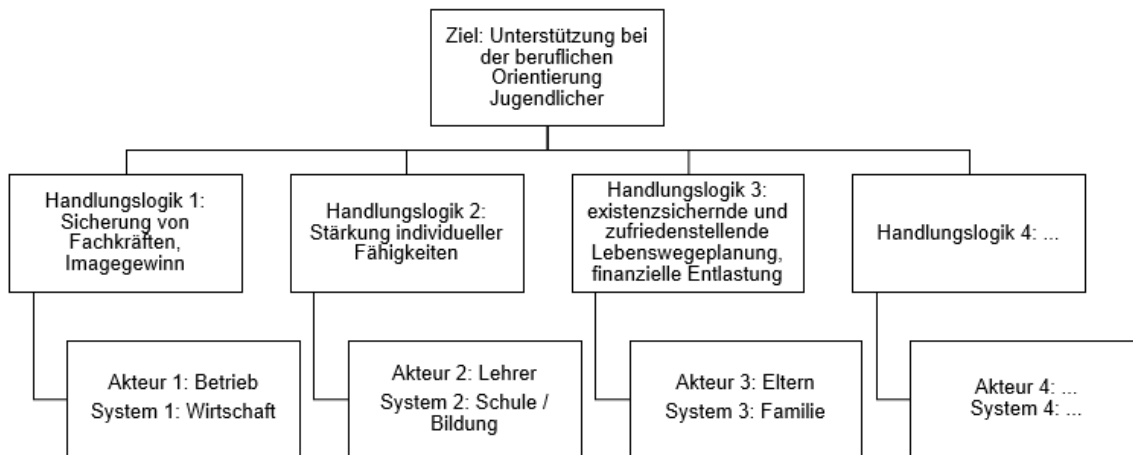 Ziel: Unterstützung bei
der beruflichen
Orientierung
Jugendlicher
Handlungslogik 1:
Sicherung von
Fachkräften,
Imagegewinn
Handlungslogik 2:
Stärkung individueller
Fähigkeiten
Handlungslogik 3:
existenzsichernde und
zufriedenstellende
Lebenswegeplanung,
finanzielle Entlastung
Handlungslogik 4: ...
Akteur 1: Betrieb
System 1: Wirtschaft
Akteur 2: Lehrer
System 2: Schule /
Bildung
Akteur 3: Eltern
System 3: Familie
Akteur 4: ...
System 4: ...